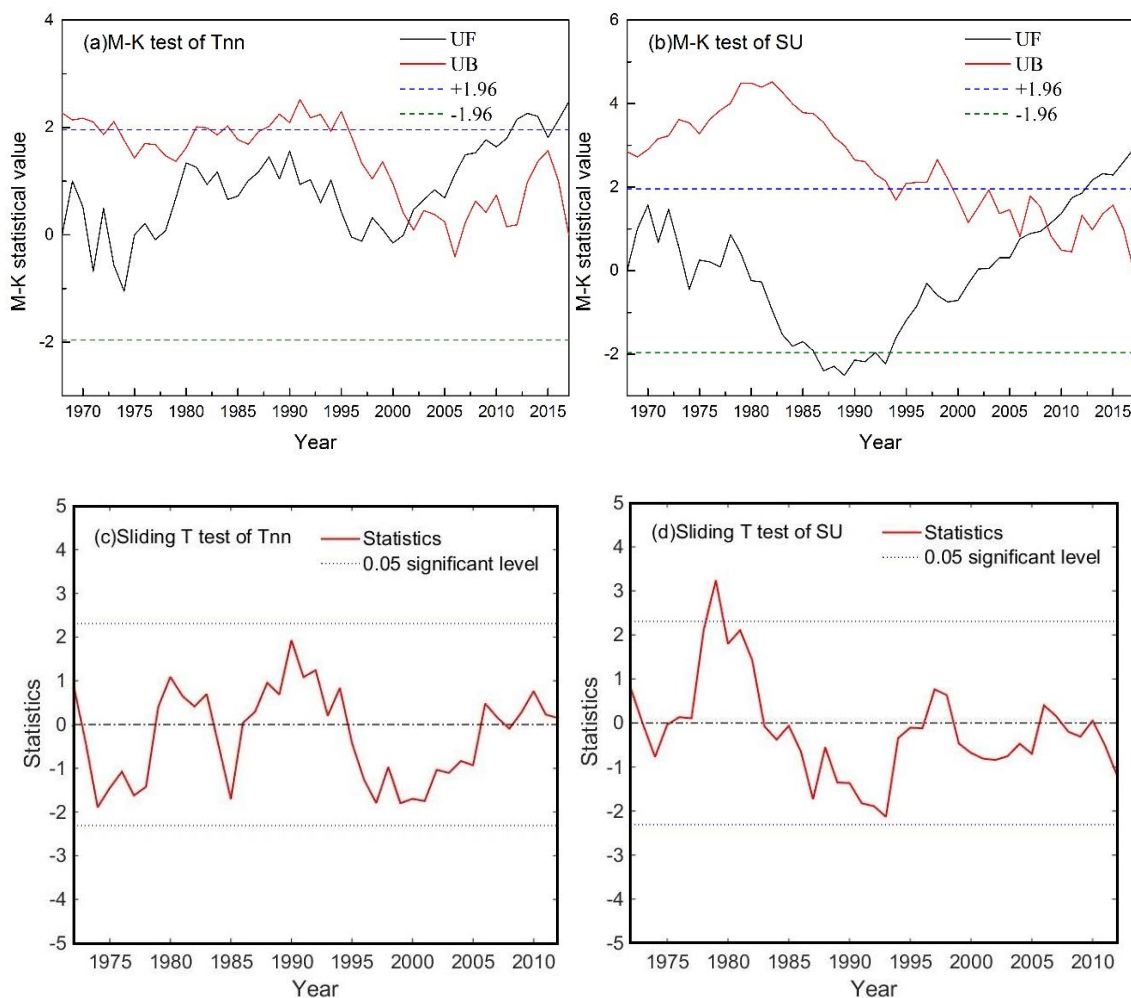 (a)M-K test of Tnn
UF
UB
+1.96
-1.96
M-K statistical value
4
2
0
-2
1970 1975 1980 1985 1990 1995 2000 2005 2010 2015
Year
(b)M-K test of SU
UF
UB
+1.96
-1.96
M-K statistical value
6
4
2
0
-2
1970 1975 1980 1985 1990 1995 2000 2005 2010 2015
Year
(c)Sliding T test of Tnn
Statistics
0.05 significant level
Statistics
5
4
3
2
1
0
-1
-2
-3
-4
-5
1975 1980 1985 1990 1995 2000 2005 2010
Year
(d)Sliding T test of SU
Statistics
0.05 significant level
Statistics
5
4
3
2
1
0
-1
-2
-3
-4
-5
1975 1980 1985 1990 1995 2000 2005 2010
Year